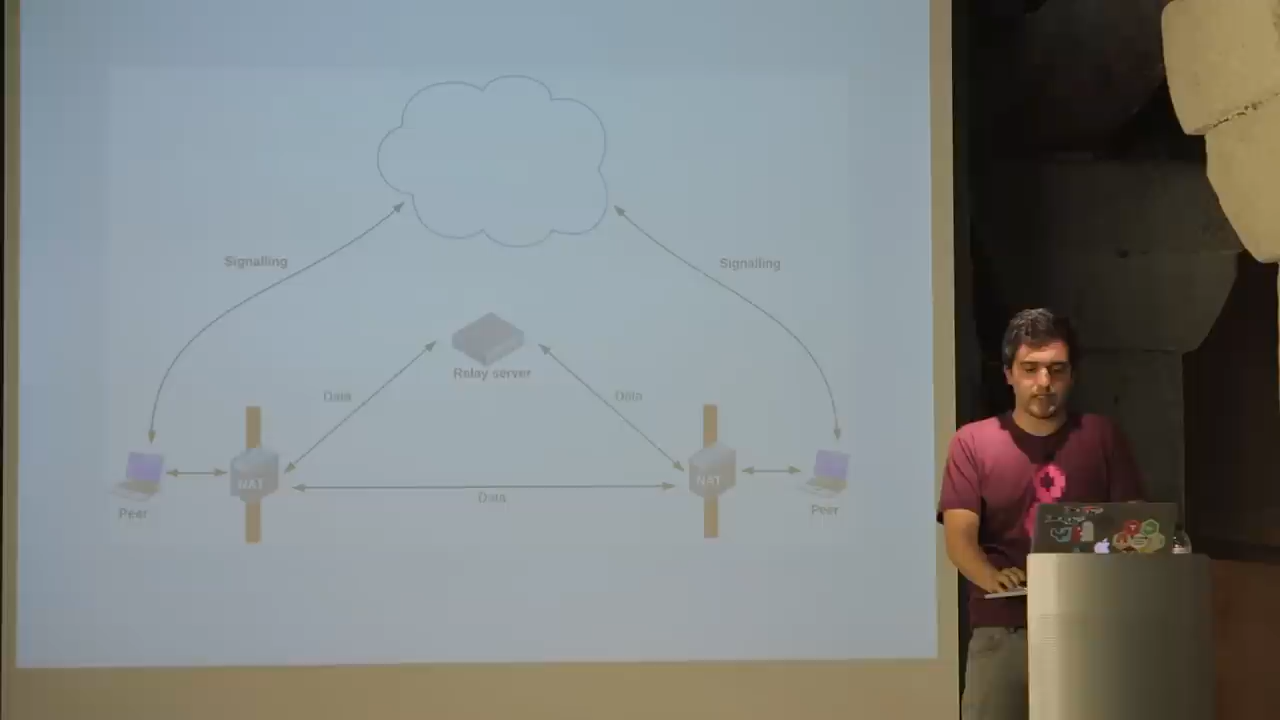 Signalling
Signalling
Relay server
Data
Data
NAT
NAT
Data
Peer
Peer